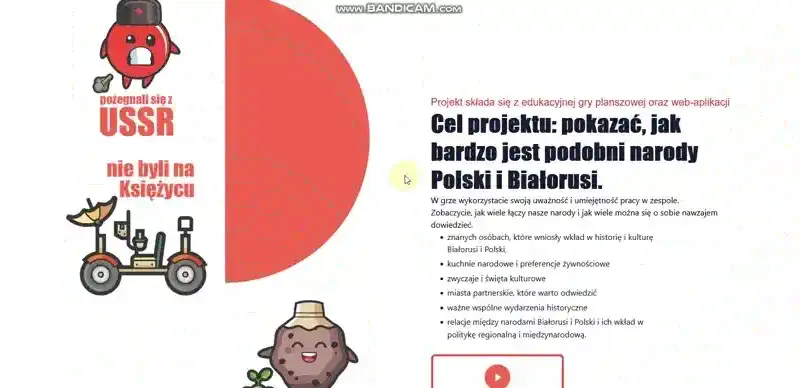 www.BANDICAM.com
pożegnali się z
USSR
nie byli na
Księżycu
Projekt składa się z edukacyjnej gry planszowej oraz web-aplikacji
Cel projektu: pokazać, jak
bardzo jest podobni narody
Polski i Białorusi.
W grze wykorzystacie swoją uważność i umiejętność pracy w zespole.
Zobaczycie, jak wiele łączy nasze narody i jak wiele można się o sobie nawzajem
dowiedzieć.
• znanych osóbach, które wniosły wkład w historię i kulturę
Białorusi i Polski,
• kuchnie narodowe i preferencje żywnościowe
• zwyczaje i święta kulturowe
• miasta partnerskie, które warto odwiedzić
• ważne wspólne wydarzenia historyczne
• relacje między narodami Białorusi i Polski i ich wkład w
politykę regionalną i międzynarodową.